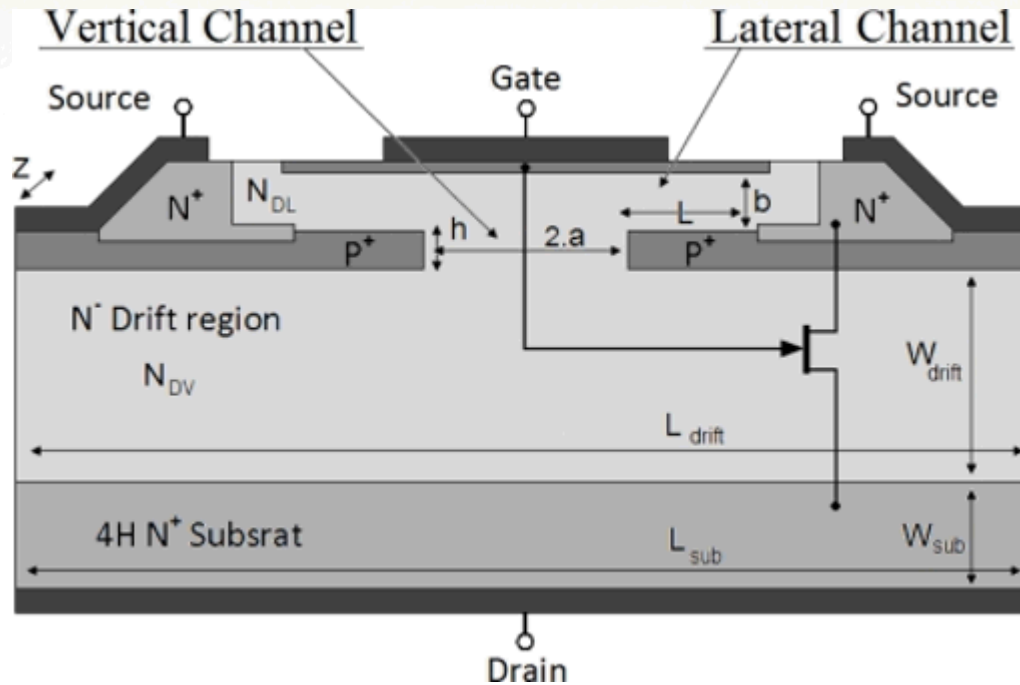 Vertical Channel
Lateral Channel
Gate
Source
Source
Z
N+
NDL
L
b
N+
P+
h
2.a
P+
N- Drift region
NDV
Wdrift
Ldrift
4H N+ Subsrat
Lsub
Wsub
Drain